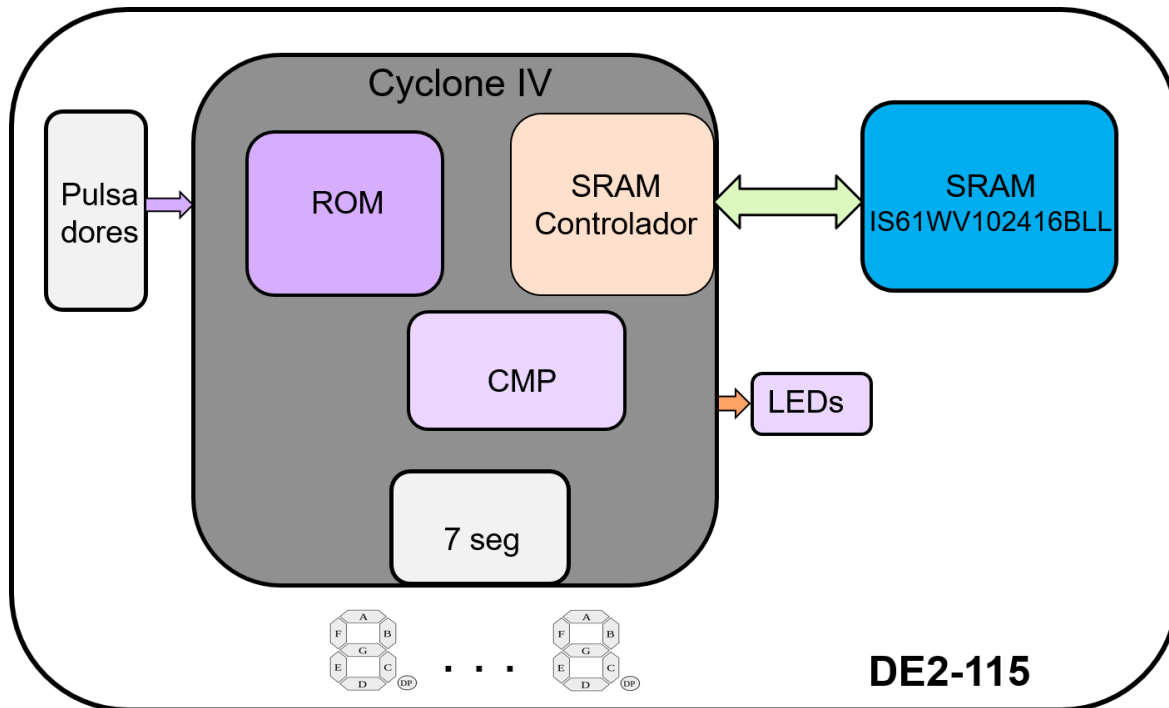 Cyclone IV
Pulsa
dores
ROM
SRAM
Controlador
SRAM
IS61WV102416BLL
CMP
LEDs
7 seg
A
F
B
G
E
C
D
DP
. . .
A
F
B
G
E
C
D
DP
DE2-115